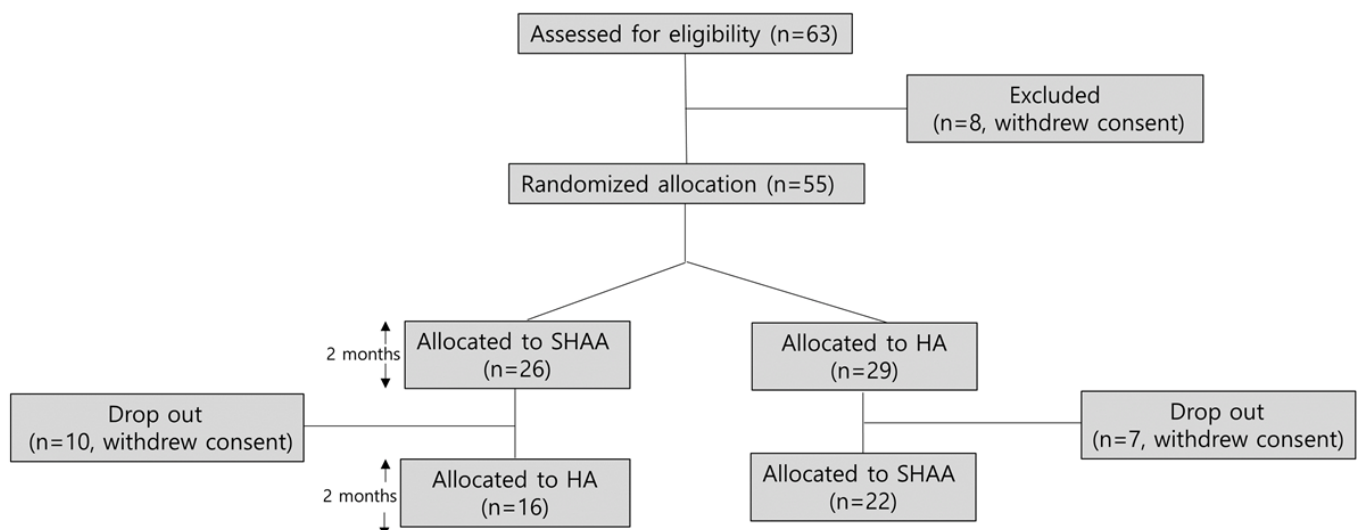 Assessed for eligibility (n=63)
Excluded
(n=8, withdrew consent)
Randomized allocation (n=55)
2 months
Allocated to SHAA
(n=26)
Allocated to HA
(n=29)
Drop out
(n=10, withdrew consent)
Drop out
(n=7, withdrew consent)
2 months
Allocated to HA
(n=16)
Allocated to SHAA
(n=22)